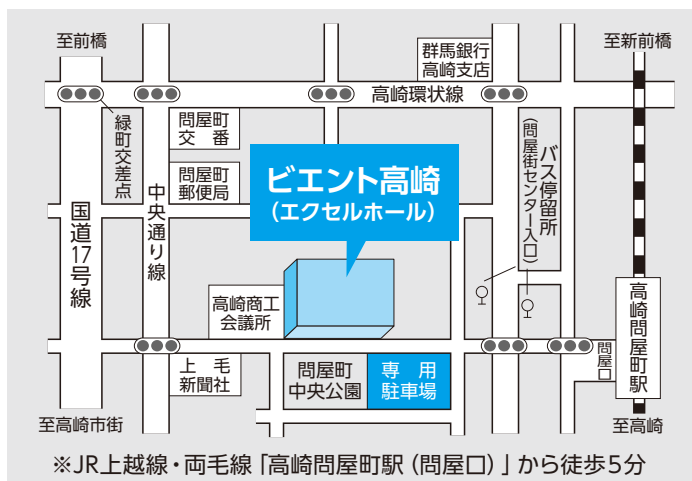 至前橋
群馬銀行
高崎支店
至新前橋
高崎環状線
緑町交差点
問屋町
交 番
問屋町
郵便局
国道17号線
中央通り線
ビエント高崎
(エクセルホール)
バス停留所
(問屋街センター入口)
高崎商工
会議所
高崎問屋町駅
問屋口
上 毛
新聞社
問屋町
中央公園
専 用
駐車場
至高崎市街
至高崎
※JR上越線・両毛線「高崎問屋町駅(問屋口)」から徒歩5分